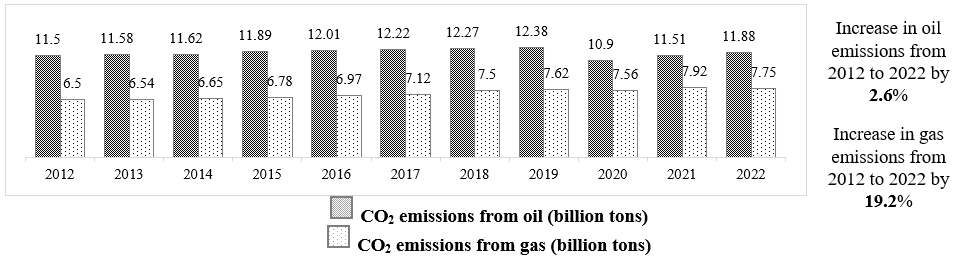 11.5 11.58 11.62 11.89 12.01 12.22 12.27 12.38 10.9 11.51 11.88
6.5 6.54 6.65 6.78 6.97 7.12 7.5 7.62 7.56 7.92 7.75
2012 2013 2014 2015 2016 2017 2018 2019 2020 2021 2022
CO₂ emissions from oil (billion tons)
CO₂ emissions from gas (billion tons)
Increase in oil
emissions from
2012 to 2022 by
2.6%
Increase in gas
emissions from
2012 to 2022 by
19.2%